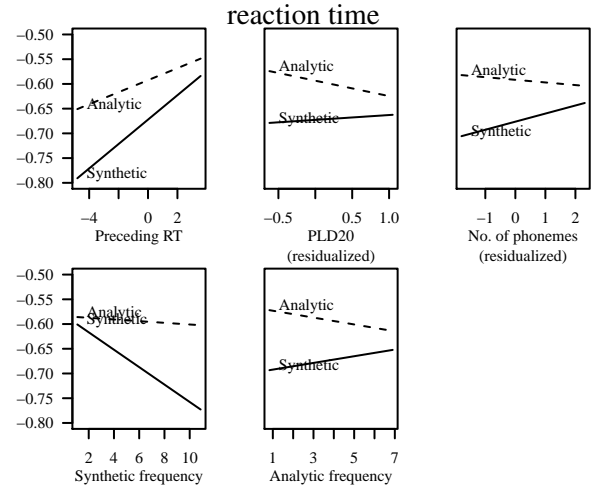 reaction time
–0.50
–0.55
–0.60
–0.65
–0.70
–0.75
–0.80
Analytic
Synthetic
–4 0 2
Preceding RT
Analytic
Synthetic
–0.5 0.5 1.0
PLD20
(residualized)
Analytic
Synthetic
–1 0 1 2
No. of phonemes
(residualized)
–0.50
–0.55
–0.60
–0.65
–0.70
–0.75
–0.80
Analytic
Synthetic
2 4 6 8 10
Synthetic frequency
Analytic
Synthetic
1 3 5 7
Analytic frequency